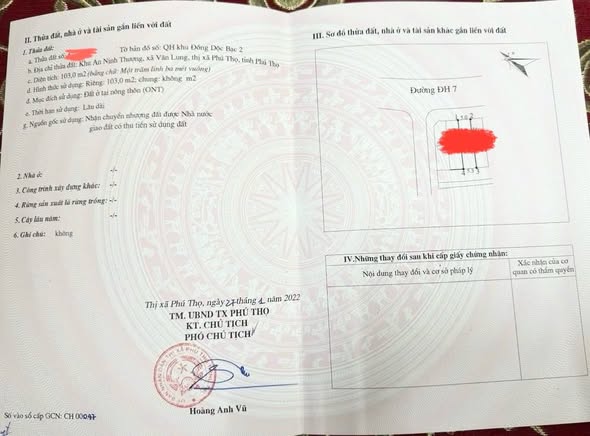 II. Thửa đất, nhà ở và tài sản gắn liền với đất
1. Thửa đất:
a. Thửa đất số: Tờ bản đồ số: QH khu Đồng Dộc Bạc 2
b. Địa chỉ thửa đất: Khu An Ninh Thương, xã Văn Lung, thị xã Phú Thọ, tỉnh Phú Thọ
c. Diện tích: 103,0 m2 (bằng chữ: Một trăm linh ba mét vuông)
d. Hình thức sử dụng: Riêng: 103,0 m2; chung: không m2
đ. Mục đích sử dụng: Đất ở tại nông thôn (ONT)
e. Thời hạn sử dụng: Lâu dài
g. Nguồn gốc sử dụng: Nhận chuyển nhượng đất được Nhà nước
giao đất có thu tiền sử dụng đất
2. Nhà ở: -/-
3. Công trình xây dựng khác: -/-
4. Rừng sản xuất là rừng trồng: -/-
5. Cây lâu năm: -/-
6. Ghi chú: không
Thị xã Phú Thọ, ngày 27 tháng 1 năm 2022
TM. UBND TX PHÚ THỌ
KT. CHỦ TỊCH
PHÓ CHỦ TỊCH
Hoàng Anh Vũ
Số vào sổ cấp GCN: CH 00047
III. Sơ đồ thửa đất, nhà ở và tài sản khác gắn liền với đất
Đường ĐH 7
5.0
5.3
IV.Những thay đổi sau khi cấp giấy chứng nhận:
Nội dung thay đổi và cơ sở pháp lý
Xác nhận của cơ
quan có thẩm quyền